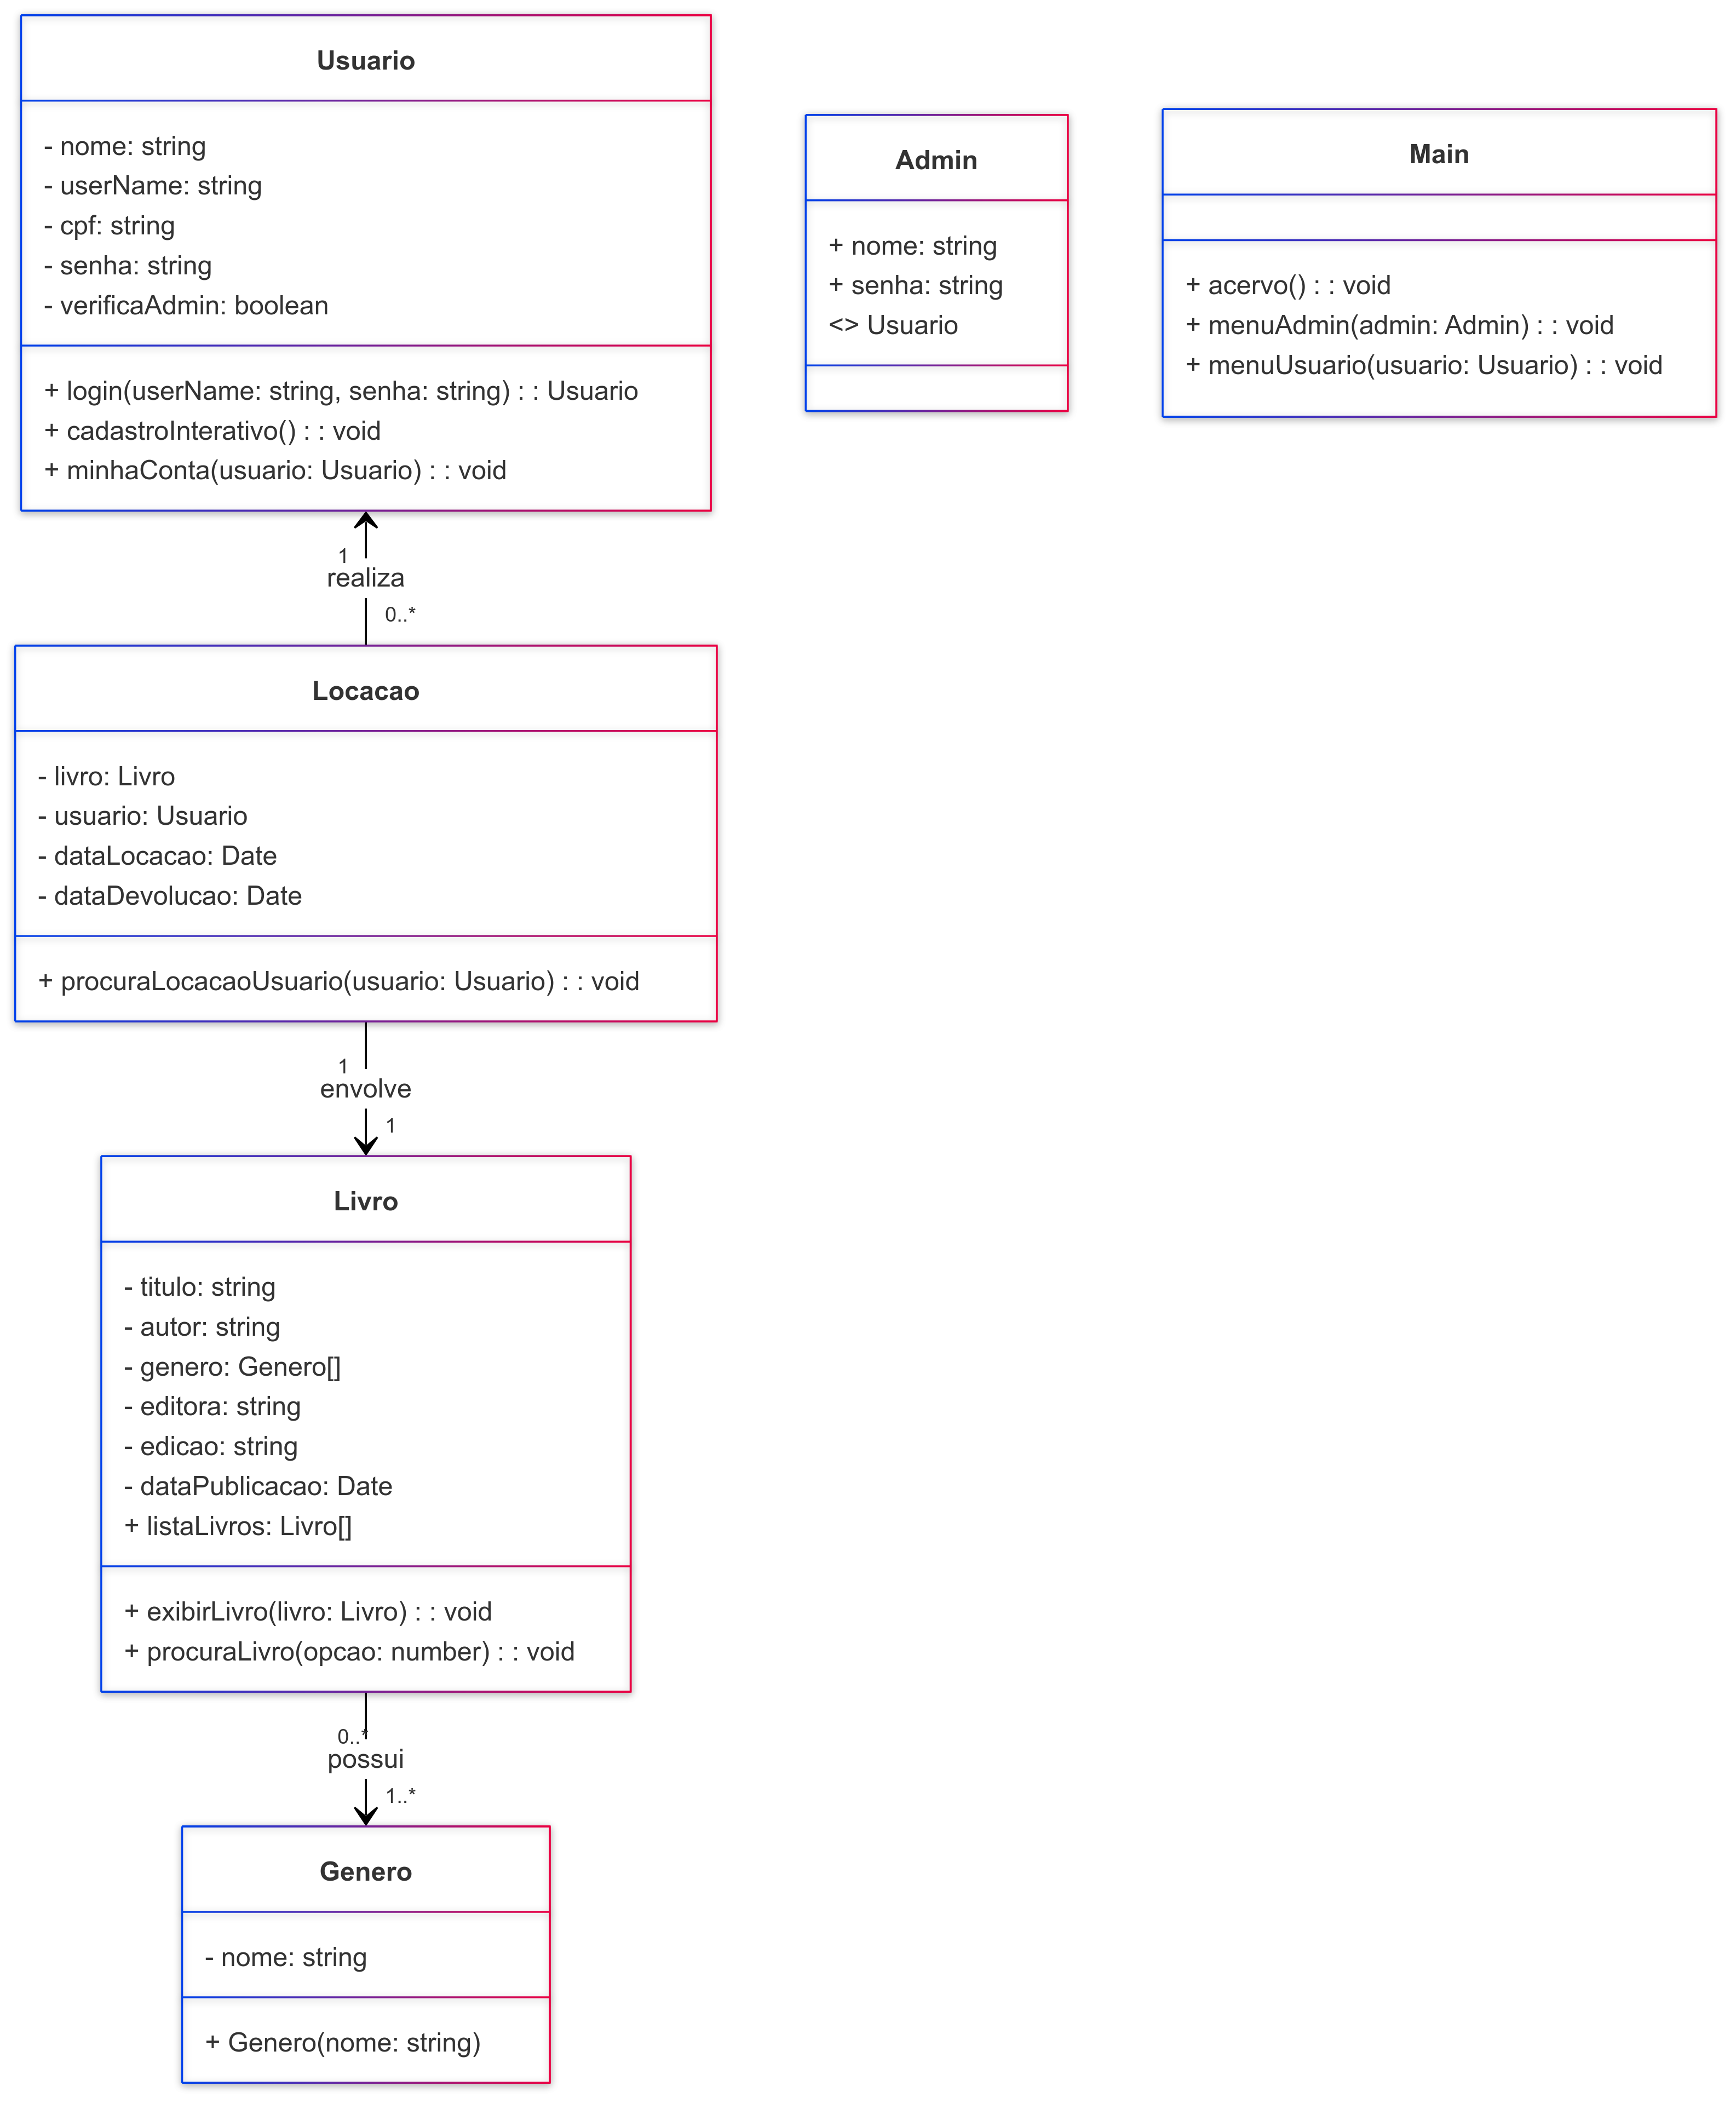 Usuario
- nome: string
- userName: string
- cpf: string
- senha: string
- verificaAdmin: boolean
+ login(userName: string, senha: string) : : Usuario
+ cadastroInterativo() : : void
+ minhaConta(usuario: Usuario) : : void
Admin
+ nome: string
+ senha: string
<> Usuario
Main
+ acervo() : : void
+ menuAdmin(admin: Admin) : : void
+ menuUsuario(usuario: Usuario) : : void
1
realiza
0..*
Locacao
- livro: Livro
- usuario: Usuario
- dataLocacao: Date
- dataDevolucao: Date
+ procuraLocacaoUsuario(usuario: Usuario) : : void
1
envolve
1
Livro
- titulo: string
- autor: string
- genero: Genero[]
- editora: string
- edicao: string
- dataPublicacao: Date
+ listaLivros: Livro[]
+ exibirLivro(livro: Livro) : : void
+ procuraLivro(opcao: number) : : void
0..*
possui
1..*
Genero
- nome: string
+ Genero(nome: string)